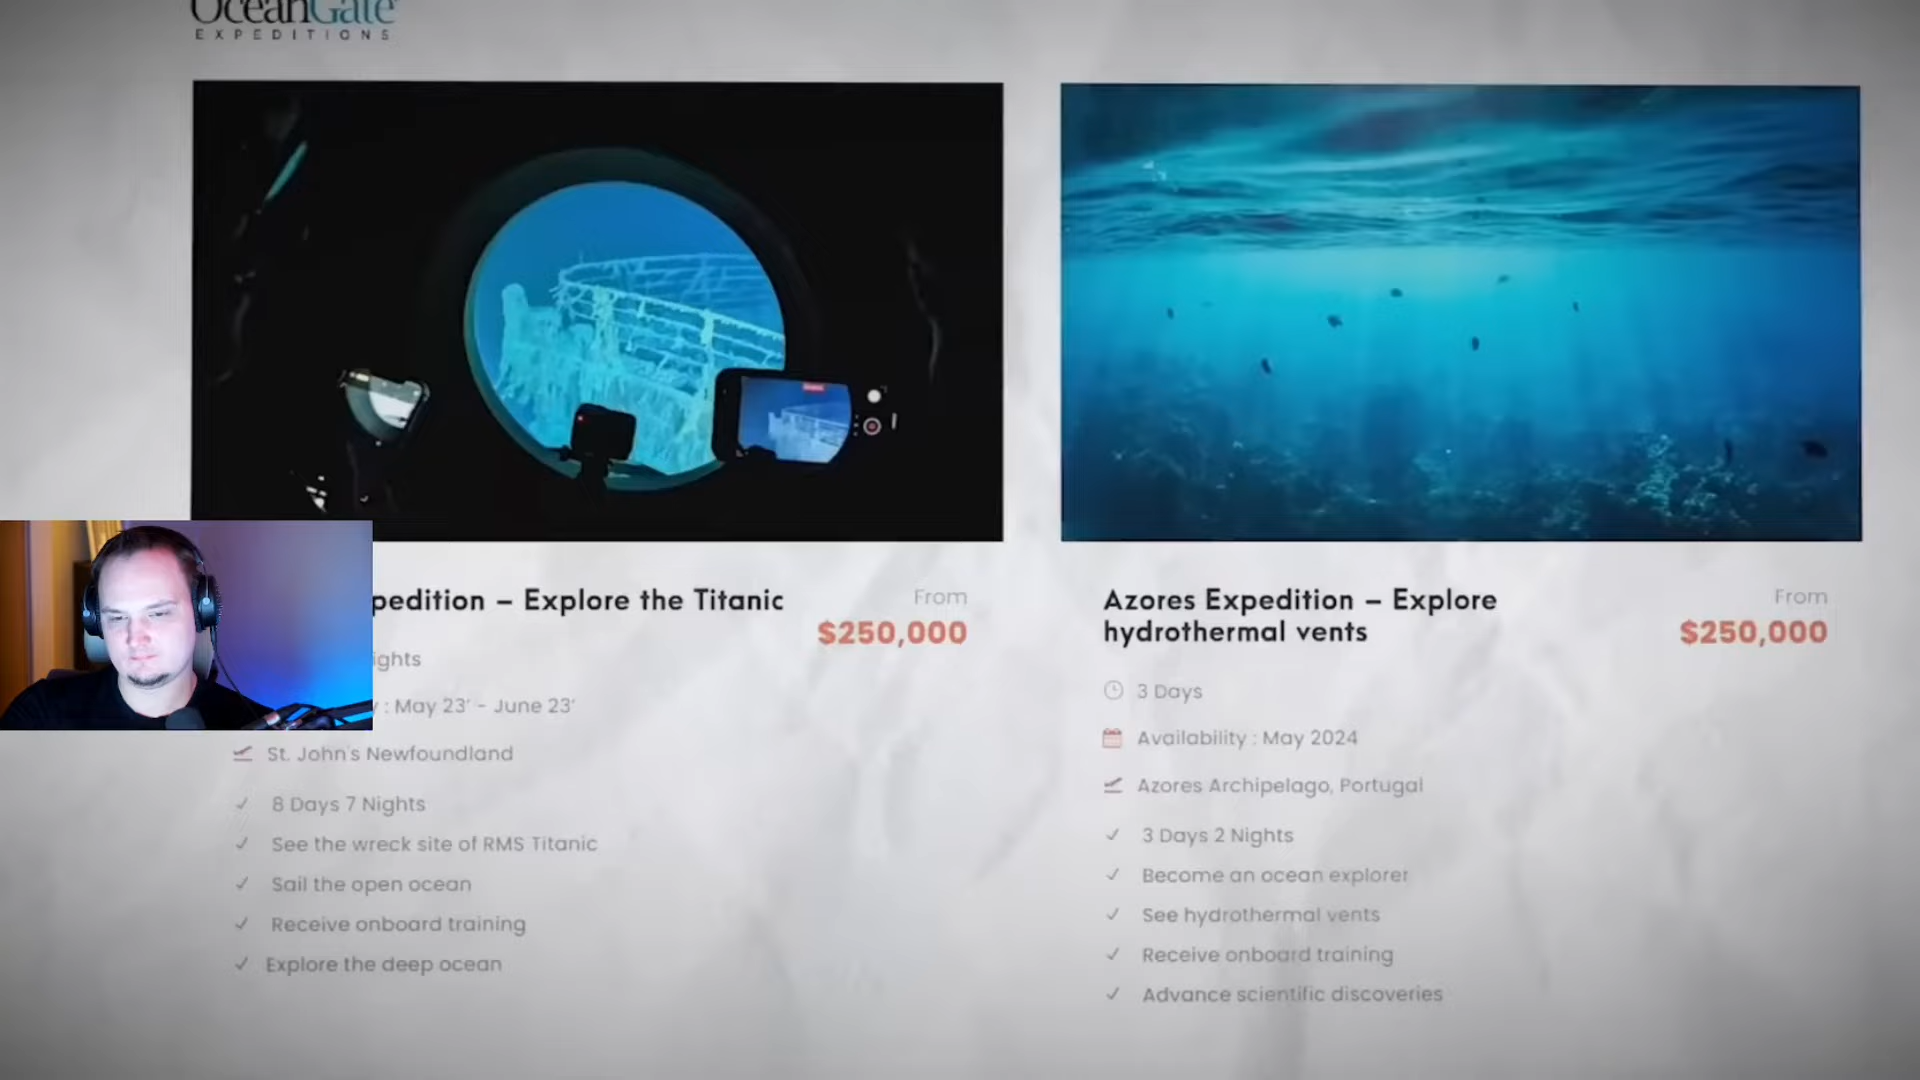 OceanGate
EXPEDITIONS
pedition – Explore the Titanic
From
$250,000
ights
: May 23' - June 23'
St. John's Newfoundland
✓ 8 Days 7 Nights
✓ See the wreck site of RMS Titanic
✓ Sail the open ocean
✓ Receive onboard training
✓ Explore the deep ocean
Azores Expedition – Explore
hydrothermal vents
From
$250,000
3 Days
Availability : May 2024
Azores Archipelago, Portugal
✓ 3 Days 2 Nights
✓ Become an ocean explorer
✓ See hydrothermal vents
✓ Receive onboard training
✓ Advance scientific discoveries